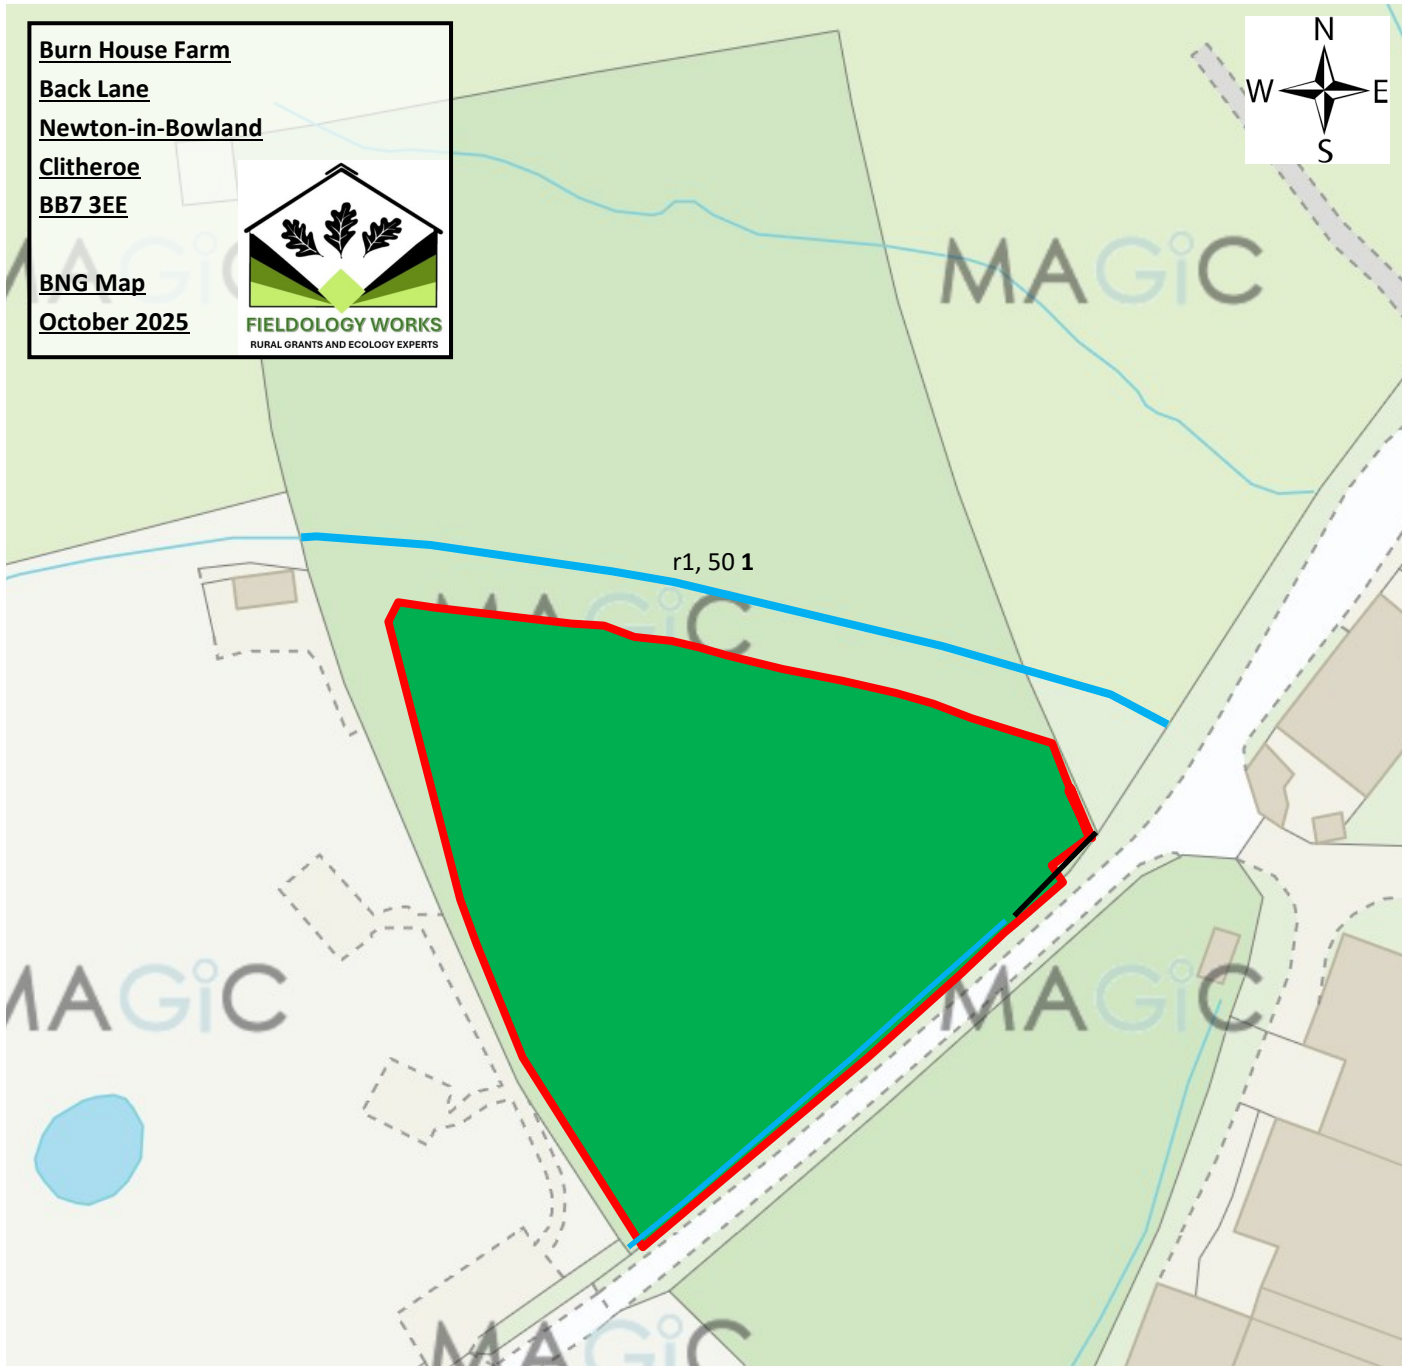 Burn House Farm
Back Lane
Newton-in-Bowland
Clitheroe
BB7 3EE
BNG Map
October 2025
FIELDOLOGY WORKS
RURAL GRANTS AND ECOLOGY EXPERTS
N
W E
S
MAGiC
MAGiC
r1, 50 1
MAGiC
MAGiC
MAGiC
MAGiC